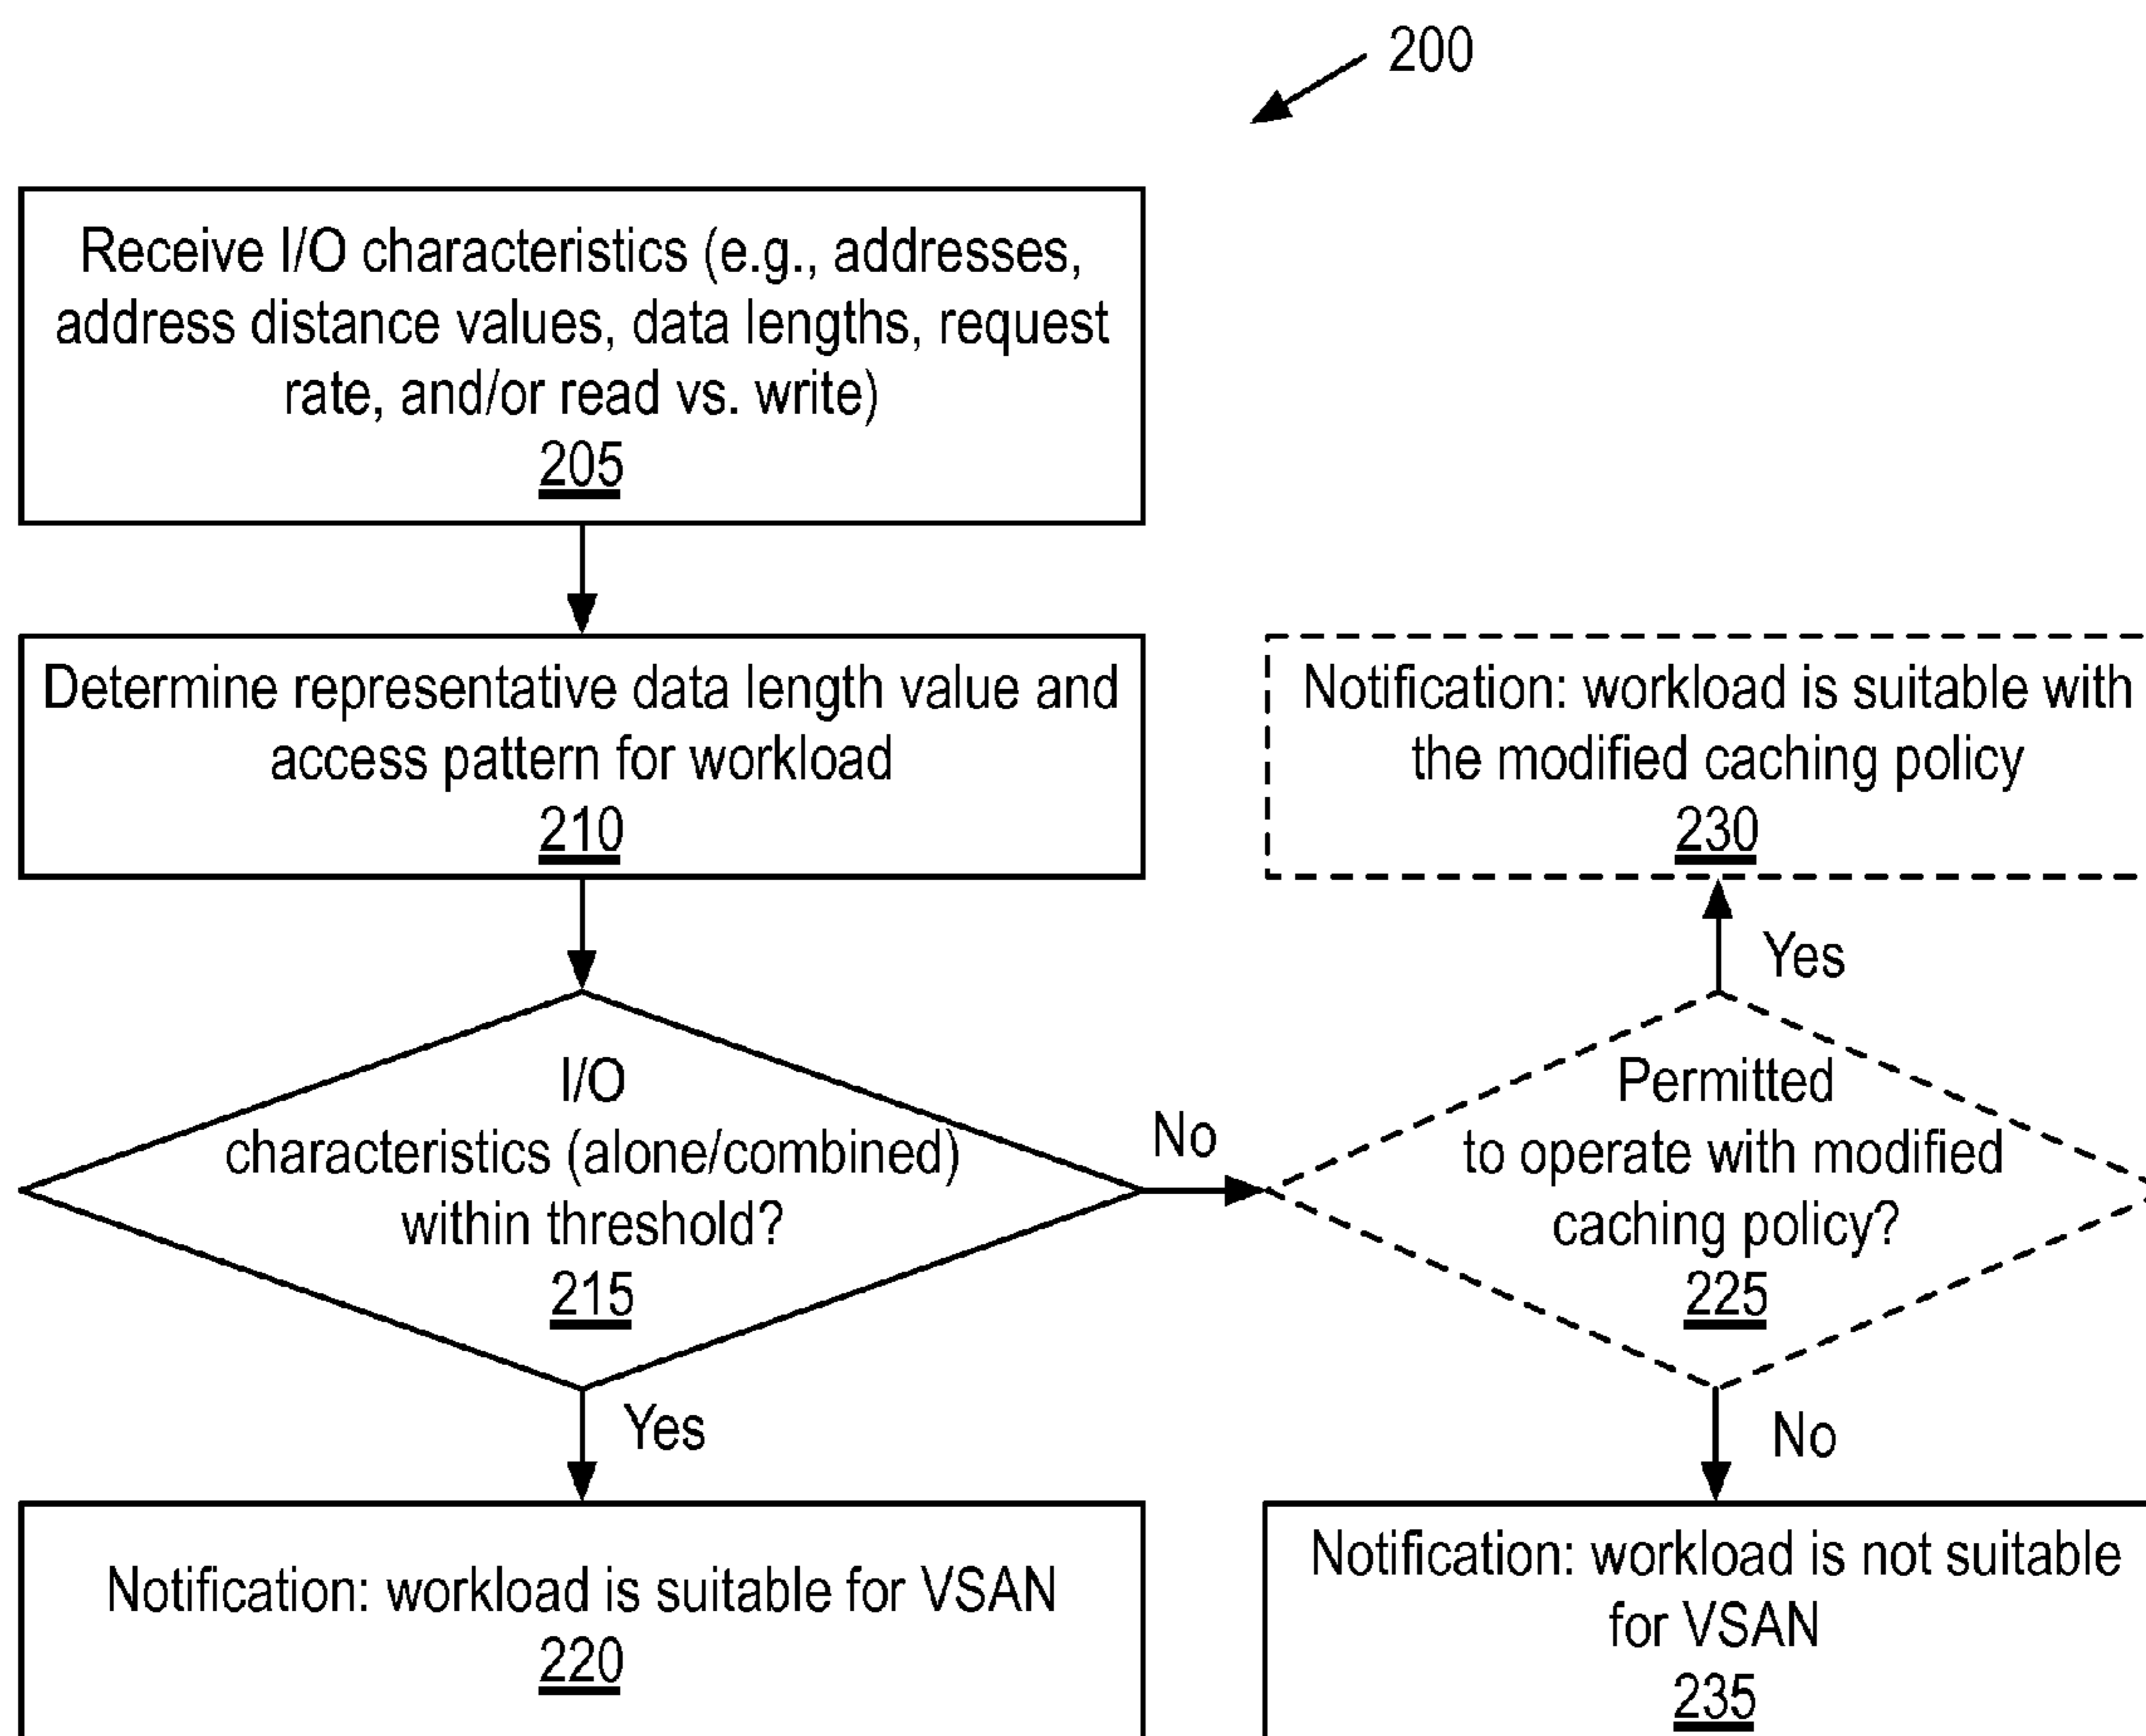 200
Receive I/O characteristics (e.g., addresses,
address distance values, data lengths, request
rate, and/or read vs. write)
205
Determine representative data length value and
access pattern for workload
210
I/O
characteristics (alone/combined)
within threshold?
215
No
Yes
Notification: workload is suitable for VSAN
220
Notification: workload is suitable with
the modified caching policy
230
Yes
Permitted
to operate with modified
caching policy?
225
No
Notification: workload is not suitable
for VSAN
235